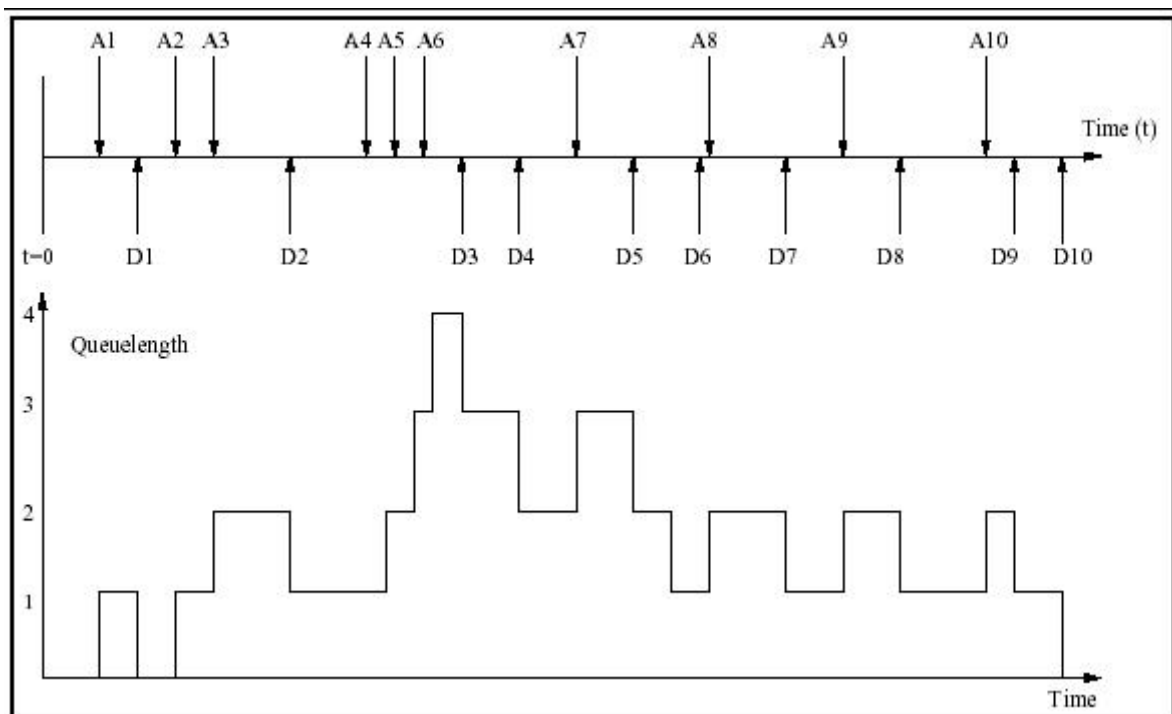 A1 A2 A3 A4 A5 A6 A7 A8 A9 A10
Time (t)
t=0 D1 D2 D3 D4 D5 D6 D7 D8 D9 D10
4
Queuelength
3
2
1
Time